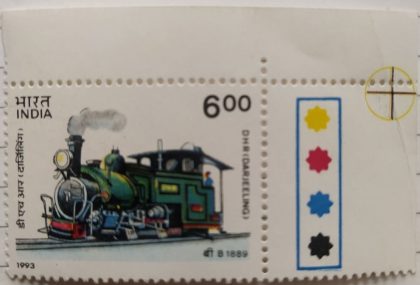 भारत
INDIA
6.00
डी एच आर (दार्जिलिंग)
DHR (DARJEELING)
बी B 1889
1993